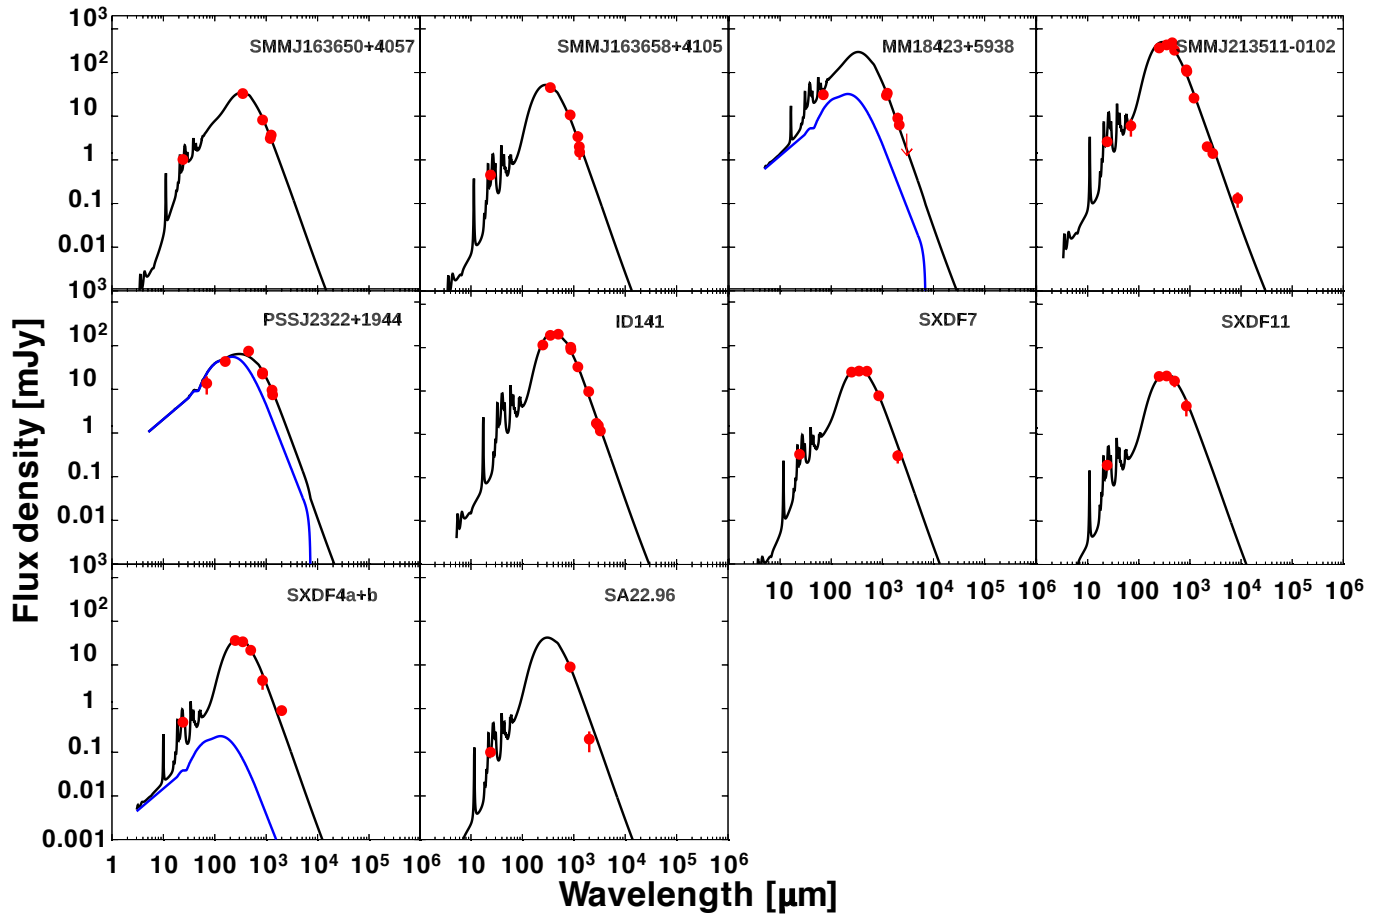 10³ SMMJ163650+4057 SMMJ163658+4105 MM18423+5938 SMMJ213511-0102
10²
10
1
0.1
0.01
10³
PSSJ2322+1944 ID141 SXDF7 SXDF11
10²
10
1
0.1
0.01
10³
10 100 10³ 10⁴ 10⁵ 10⁶ 10 100 10³ 10⁴ 10⁵ 10⁶
SXDF4a+b SA22.96
10²
10
1
0.1
0.01
0.001
1 10 100 10³ 10⁴ 10⁵ 10⁶ 10 100 10³ 10⁴ 10⁵ 10⁶
Flux density [mJy]
Wavelength [μm]